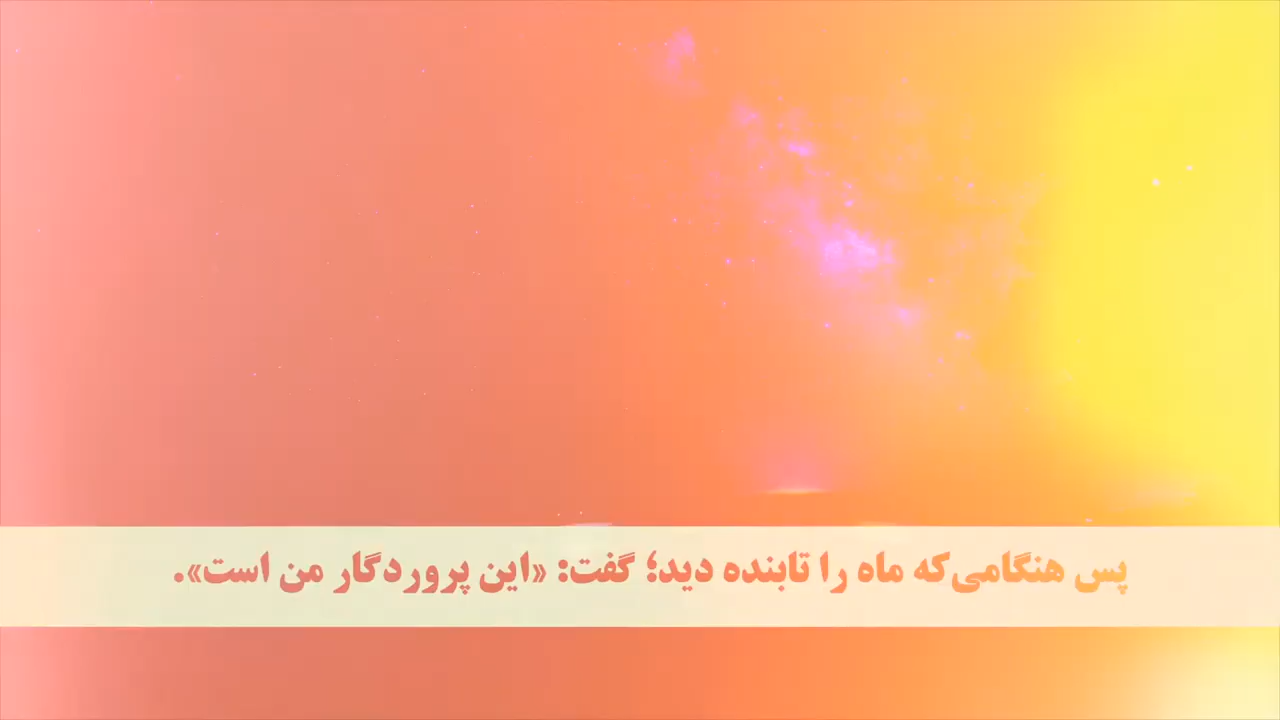 پس هنگامی‌که ماه را تابنده دید؛ گفت: «این پروردگار من است».